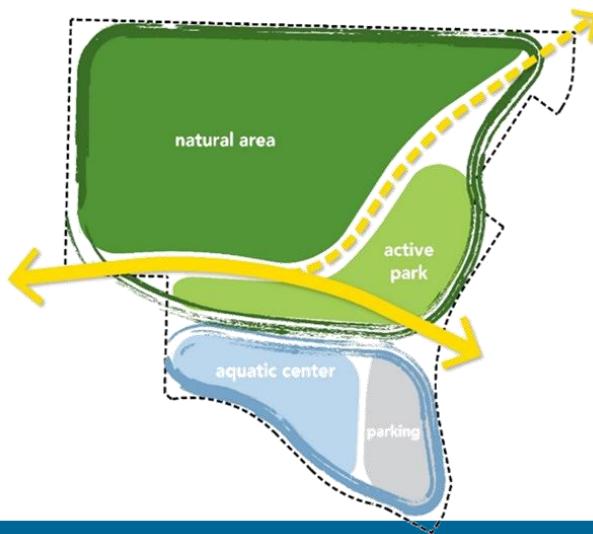 natural area
active
park
aquatic center
parking